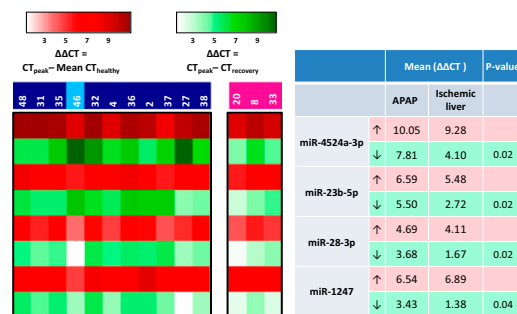 3 5 7 9
3 5 7 9
ΔΔCT =
CTpeak– Mean CThealthy
ΔΔCT =
CTpeak– CTrecovery
48 31 35 46 32 4 36 2 37 27 38
20 8 33
Mean (ΔΔCT ) P-value
APAP Ischemic liver
miR-4524a-3p ↑ 10.05 9.28
↓ 7.81 4.10 0.02
miR-23b-5p ↑ 6.59 5.48
↓ 5.50 2.72 0.02
miR-28-3p ↑ 4.69 4.11
↓ 3.68 1.67 0.02
miR-1247 ↑ 6.54 6.89
↓ 3.43 1.38 0.04